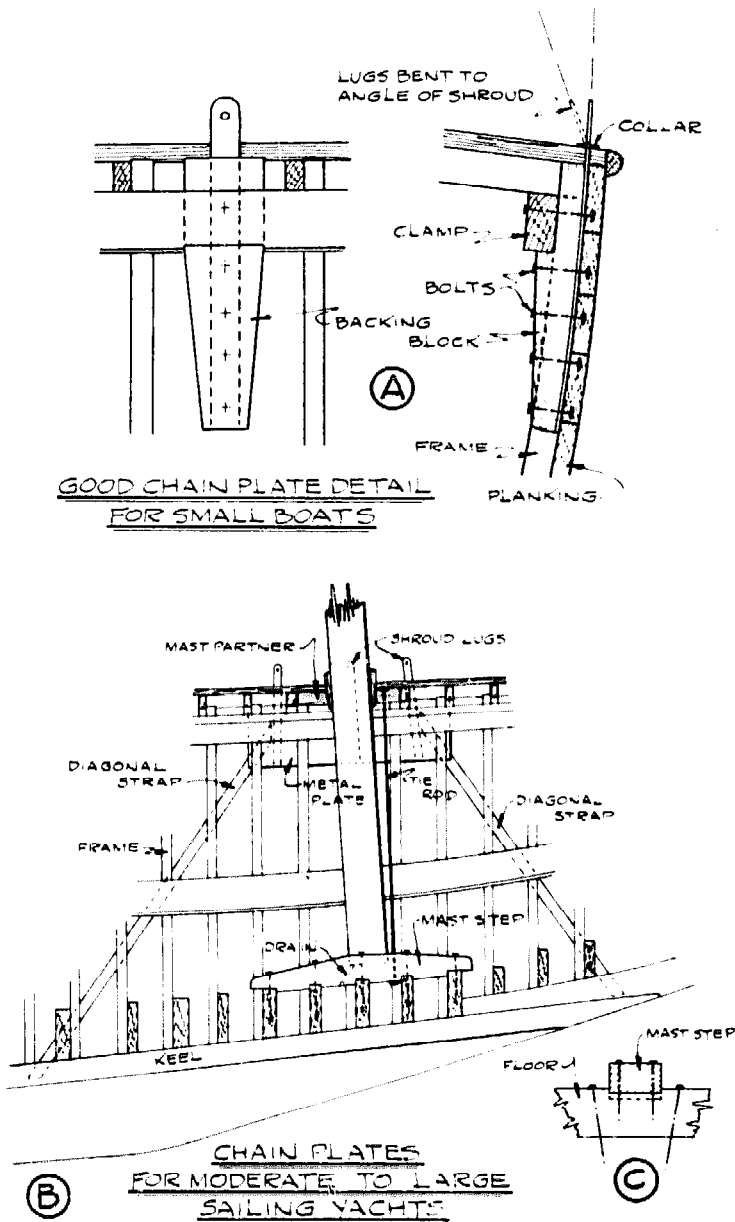 LUGS BENT TO
ANGLE OF SHROUD
COLLAR
CLAMP
BOLTS
BACKING
BLOCK
A
FRAME
PLANKING
GOOD CHAIN PLATE DETAIL
FOR SMALL BOATS
MAST PARTNER
SHROUD LUGS
DIAGONAL
STRAP
METAL
PLATE
TIE
ROD
DIAGONAL
STRAP
FRAME
MAST STEP
DRAIN
KEEL
MAST STEP
FLOOR
CHAIN PLATES
FOR MODERATE TO LARGE
SAILING YACHTS
B
C